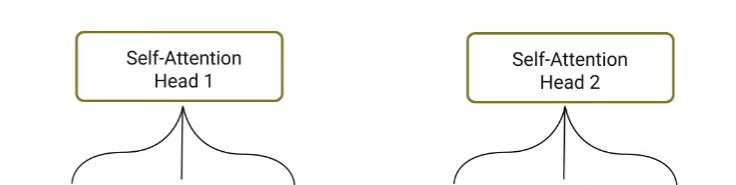 Self-Attention
Head 1
Self-Attention
Head 2